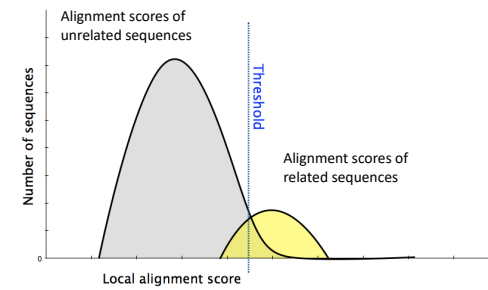 Alignment scores of
unrelated sequences
Threshold
Number of sequences
Alignment scores of
related sequences
0
Local alignment score